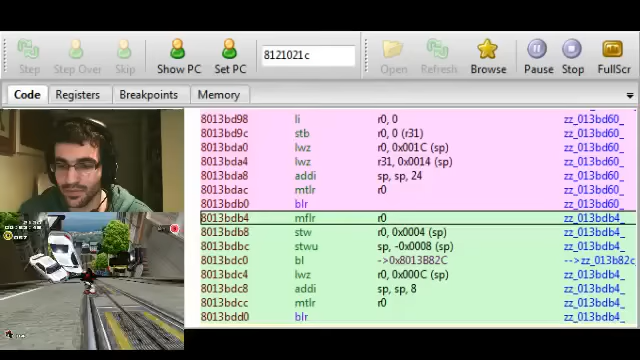 Step Step Over Skip Show PC Set PC 8121021c Open Refresh Browse Pause Stop FullScr
Code Registers Breakpoints Memory
8013bd98 li r0, 0 zz_013bd60_
8013bd9c stb r0, 0 (r31) zz_013bd60_
8013bda0 lwz r0, 0x001C (sp) zz_013bd60_
8013bda4 lwz r31, 0x0014 (sp) zz_013bd60_
8013bda8 addi sp, sp, 24 zz_013bd60_
8013bdac mtlr r0 zz_013bd60_
8013bdb0 blr zz_013bd60_
8013bdb4 mflr r0 zz_013bdb4_
8013bdb8 stw r0, 0x0004 (sp) zz_013bdb4_
8013bdbc stwu sp, -0x0008 (sp) zz_013bdb4_
8013bdc0 bl ->0x8013B82C -->zz_013b82c_
8013bdc4 lwz r0, 0x000C (sp) zz_013bdb4_
8013bdc8 addi sp, sp, 8 zz_013bdb4_
8013bdcc mtlr r0 zz_013bdb4_
8013bdd0 blr zz_013bdb4_